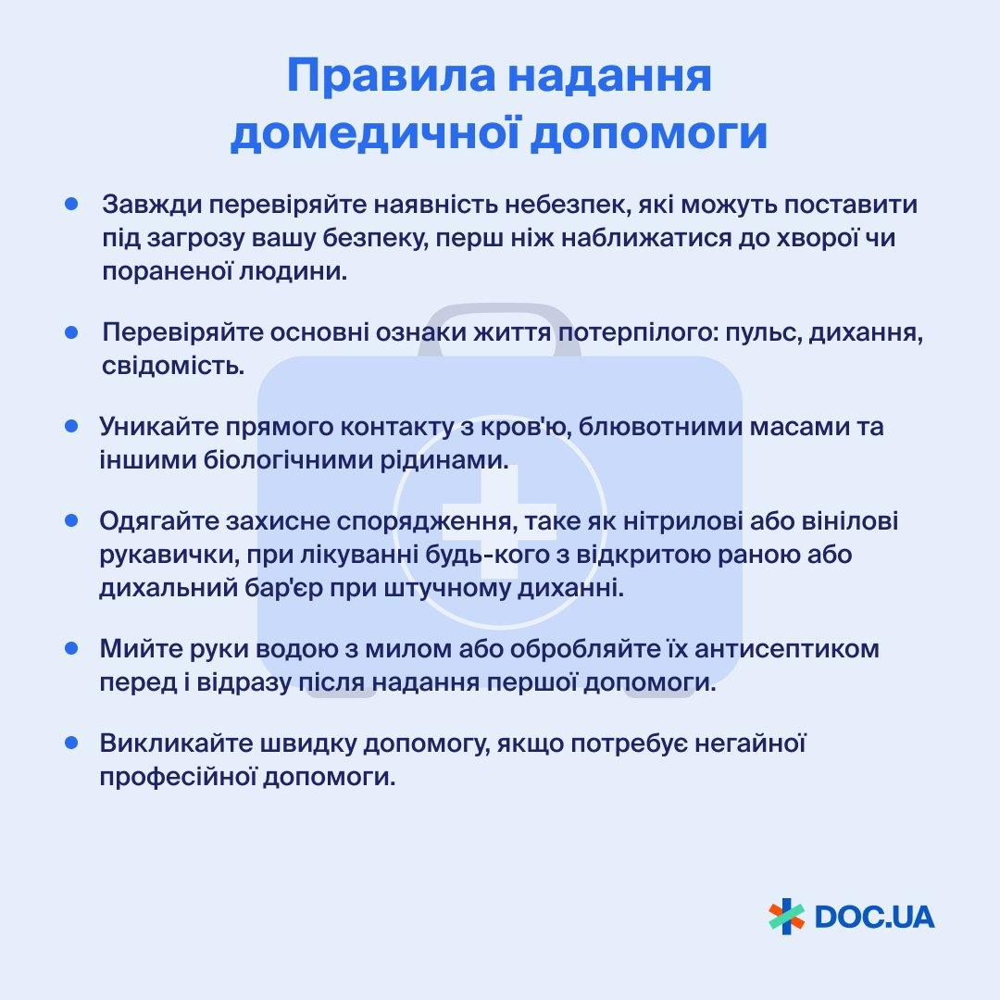 Правила надання
домедичної допомоги
Завжди перевіряйте наявність небезпек, які можуть поставити
під загрозу вашу безпеку, перш ніж наближатися до хворої чи
пораненої людини.
Перевіряйте основні ознаки життя потерпілого: пульс, дихання,
свідомість.
Уникайте прямого контакту з кров'ю, блювотними масами та
іншими біологічними рідинами.
Одягайте захисне спорядження, таке як нітрилові або вінілові
рукавички, при лікуванні будь-кого з відкритою раною або
дихальний бар'єр при штучному диханні.
Мийте руки водою з милом або обробляйте їх антисептиком
перед і відразу після надання першої допомоги.
Викликайте швидку допомогу, якщо потребує негайної
професійної допомоги.
DOC.UA